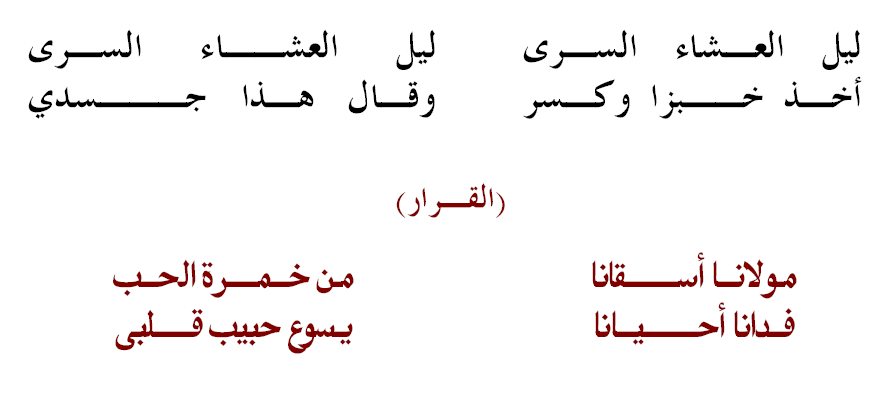 ليل العشاء السرى ليل العشاء السرى
أخذ خبزا وكسر وقال هذا جسدي
(القرار)
مولانا أسقانا من خمرة الحب
فدانا أحيانا يسوع حبيب قلبى